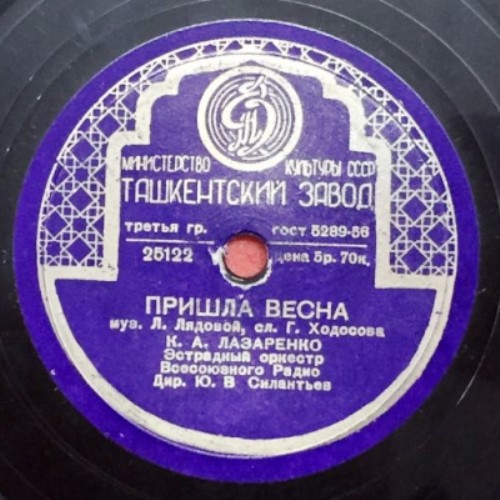 МИНИСТЕРСТВО КУЛЬТУРЫ СССР
ТАШКЕНТСКИЙ ЗАВОД
третья гр. гост 5289-56
25122 цена 5р. 70к.
ПРИШЛА ВЕСНА
муз. Л. Лядовой, сл. Г. Ходосова
К. А. ЛАЗАРЕНКО
Эстрадный оркестр
Всесоюзного Радио
Дир. Ю. В Силантьев